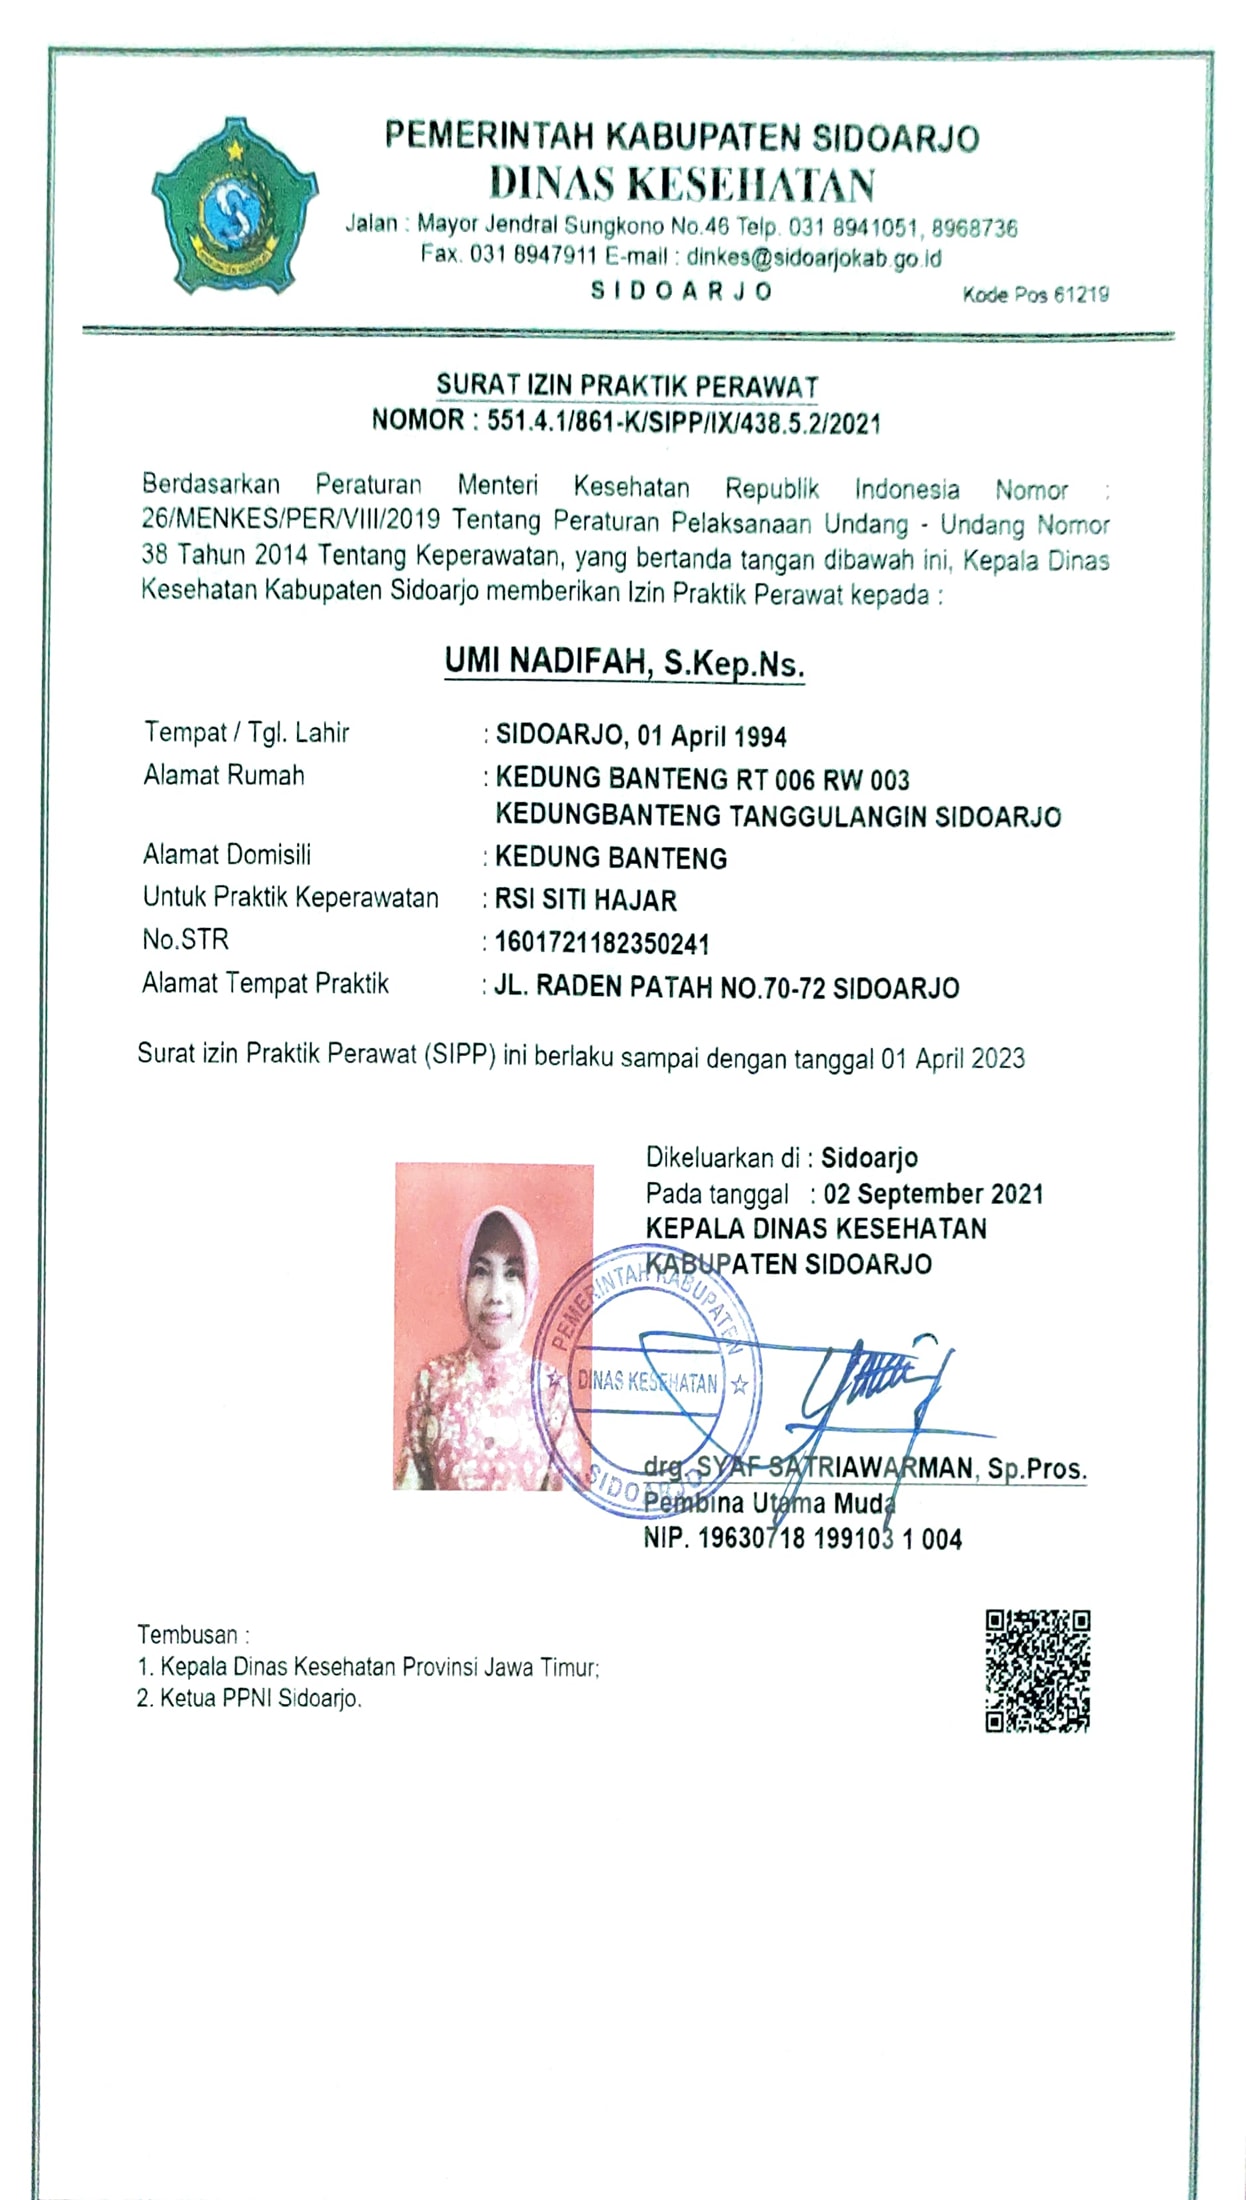 PEMERINTAH KABUPATEN SIDOARJO
DINAS KESEHATAN
Jalan : Mayor Jendral Sungkono No.46 Telp. 031 8941051, 8968736
Fax. 031 8947911 E-mail : dinkes@sidoarjokab.go.id
SIDOARJO
Kode Pos 61219
SURAT IZIN PRAKTIK PERAWAT
NOMOR : 551.4.1/861-K/SIPP/IX/438.5.2/2021
Berdasarkan Peraturan Menteri Kesehatan Republik Indonesia Nomor :
26/MENKES/PER/VIII/2019 Tentang Peraturan Pelaksanaan Undang - Undang Nomor
38 Tahun 2014 Tentang Keperawatan, yang bertanda tangan dibawah ini, Kepala Dinas
Kesehatan Kabupaten Sidoarjo memberikan Izin Praktik Perawat kepada :
UMI NADIFAH, S.Kep.Ns.
Tempat / Tgl. Lahir : SIDOARJO, 01 April 1994
Alamat Rumah : KEDUNG BANTENG RT 006 RW 003
KEDUNGBANTENG TANGGULANGIN SIDOARJO
Alamat Domisili : KEDUNG BANTENG
Untuk Praktik Keperawatan : RSI SITI HAJAR
No.STR : 1601721182350241
Alamat Tempat Praktik : JL. RADEN PATAH NO.70-72 SIDOARJO
Surat izin Praktik Perawat (SIPP) ini berlaku sampai dengan tanggal 01 April 2023
Dikeluarkan di : Sidoarjo
Pada tanggal : 02 September 2021
KEPALA DINAS KESEHATAN
KABUPATEN SIDOARJO
PEMERINTAH KABUPATEN
DINAS KESEHATAN
SIDOARJO
drg. SYAF SATRIAWARMAN, Sp.Pros.
Pembina Utama Muda
NIP. 19630718 199103 1 004
Tembusan :
1. Kepala Dinas Kesehatan Provinsi Jawa Timur;
2. Ketua PPNI Sidoarjo.